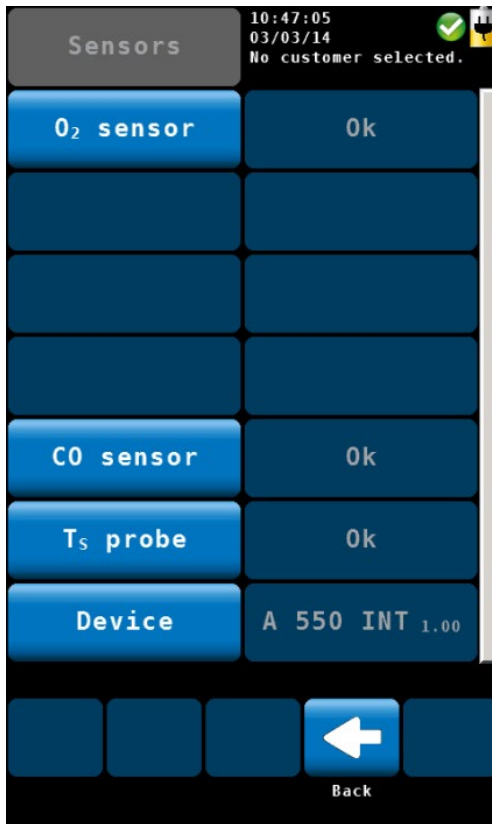 Sensors
10:47:05
03/03/14
No customer selected.
O₂ sensor
Ok
CO sensor
Ok
Tₛ probe
Ok
Device
A 550 INT 1.00
Back